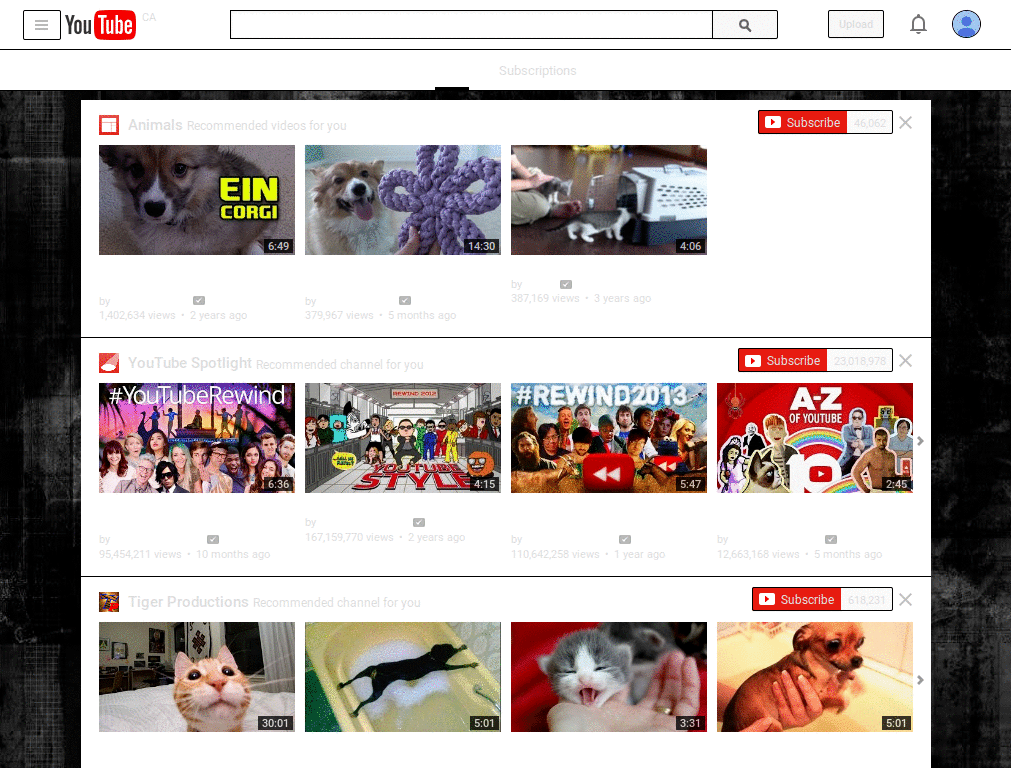 YouTube CA
Upload
Subscriptions
Animals Recommended videos for you
Subscribe 46,062
EIN
CORGI
6:49
14:30
4:06
by
1,402,634 views • 2 years ago
by
379,967 views • 5 months ago
by
387,169 views • 3 years ago
YouTube Spotlight Recommended channel for you
Subscribe 23,018,978
#YouTubeRewind
6:36
REWIND 2012
YOUTUBE
STYLE
4:15
#REWIND2013
5:47
A-Z
OF YOUTUBE
2:45
by
95,454,211 views • 10 months ago
by
167,159,770 views • 2 years ago
by
110,642,258 views • 1 year ago
by
12,663,168 views • 5 months ago
Tiger Productions Recommended channel for you
Subscribe 618,231
30:01
5:01
3:31
5:01